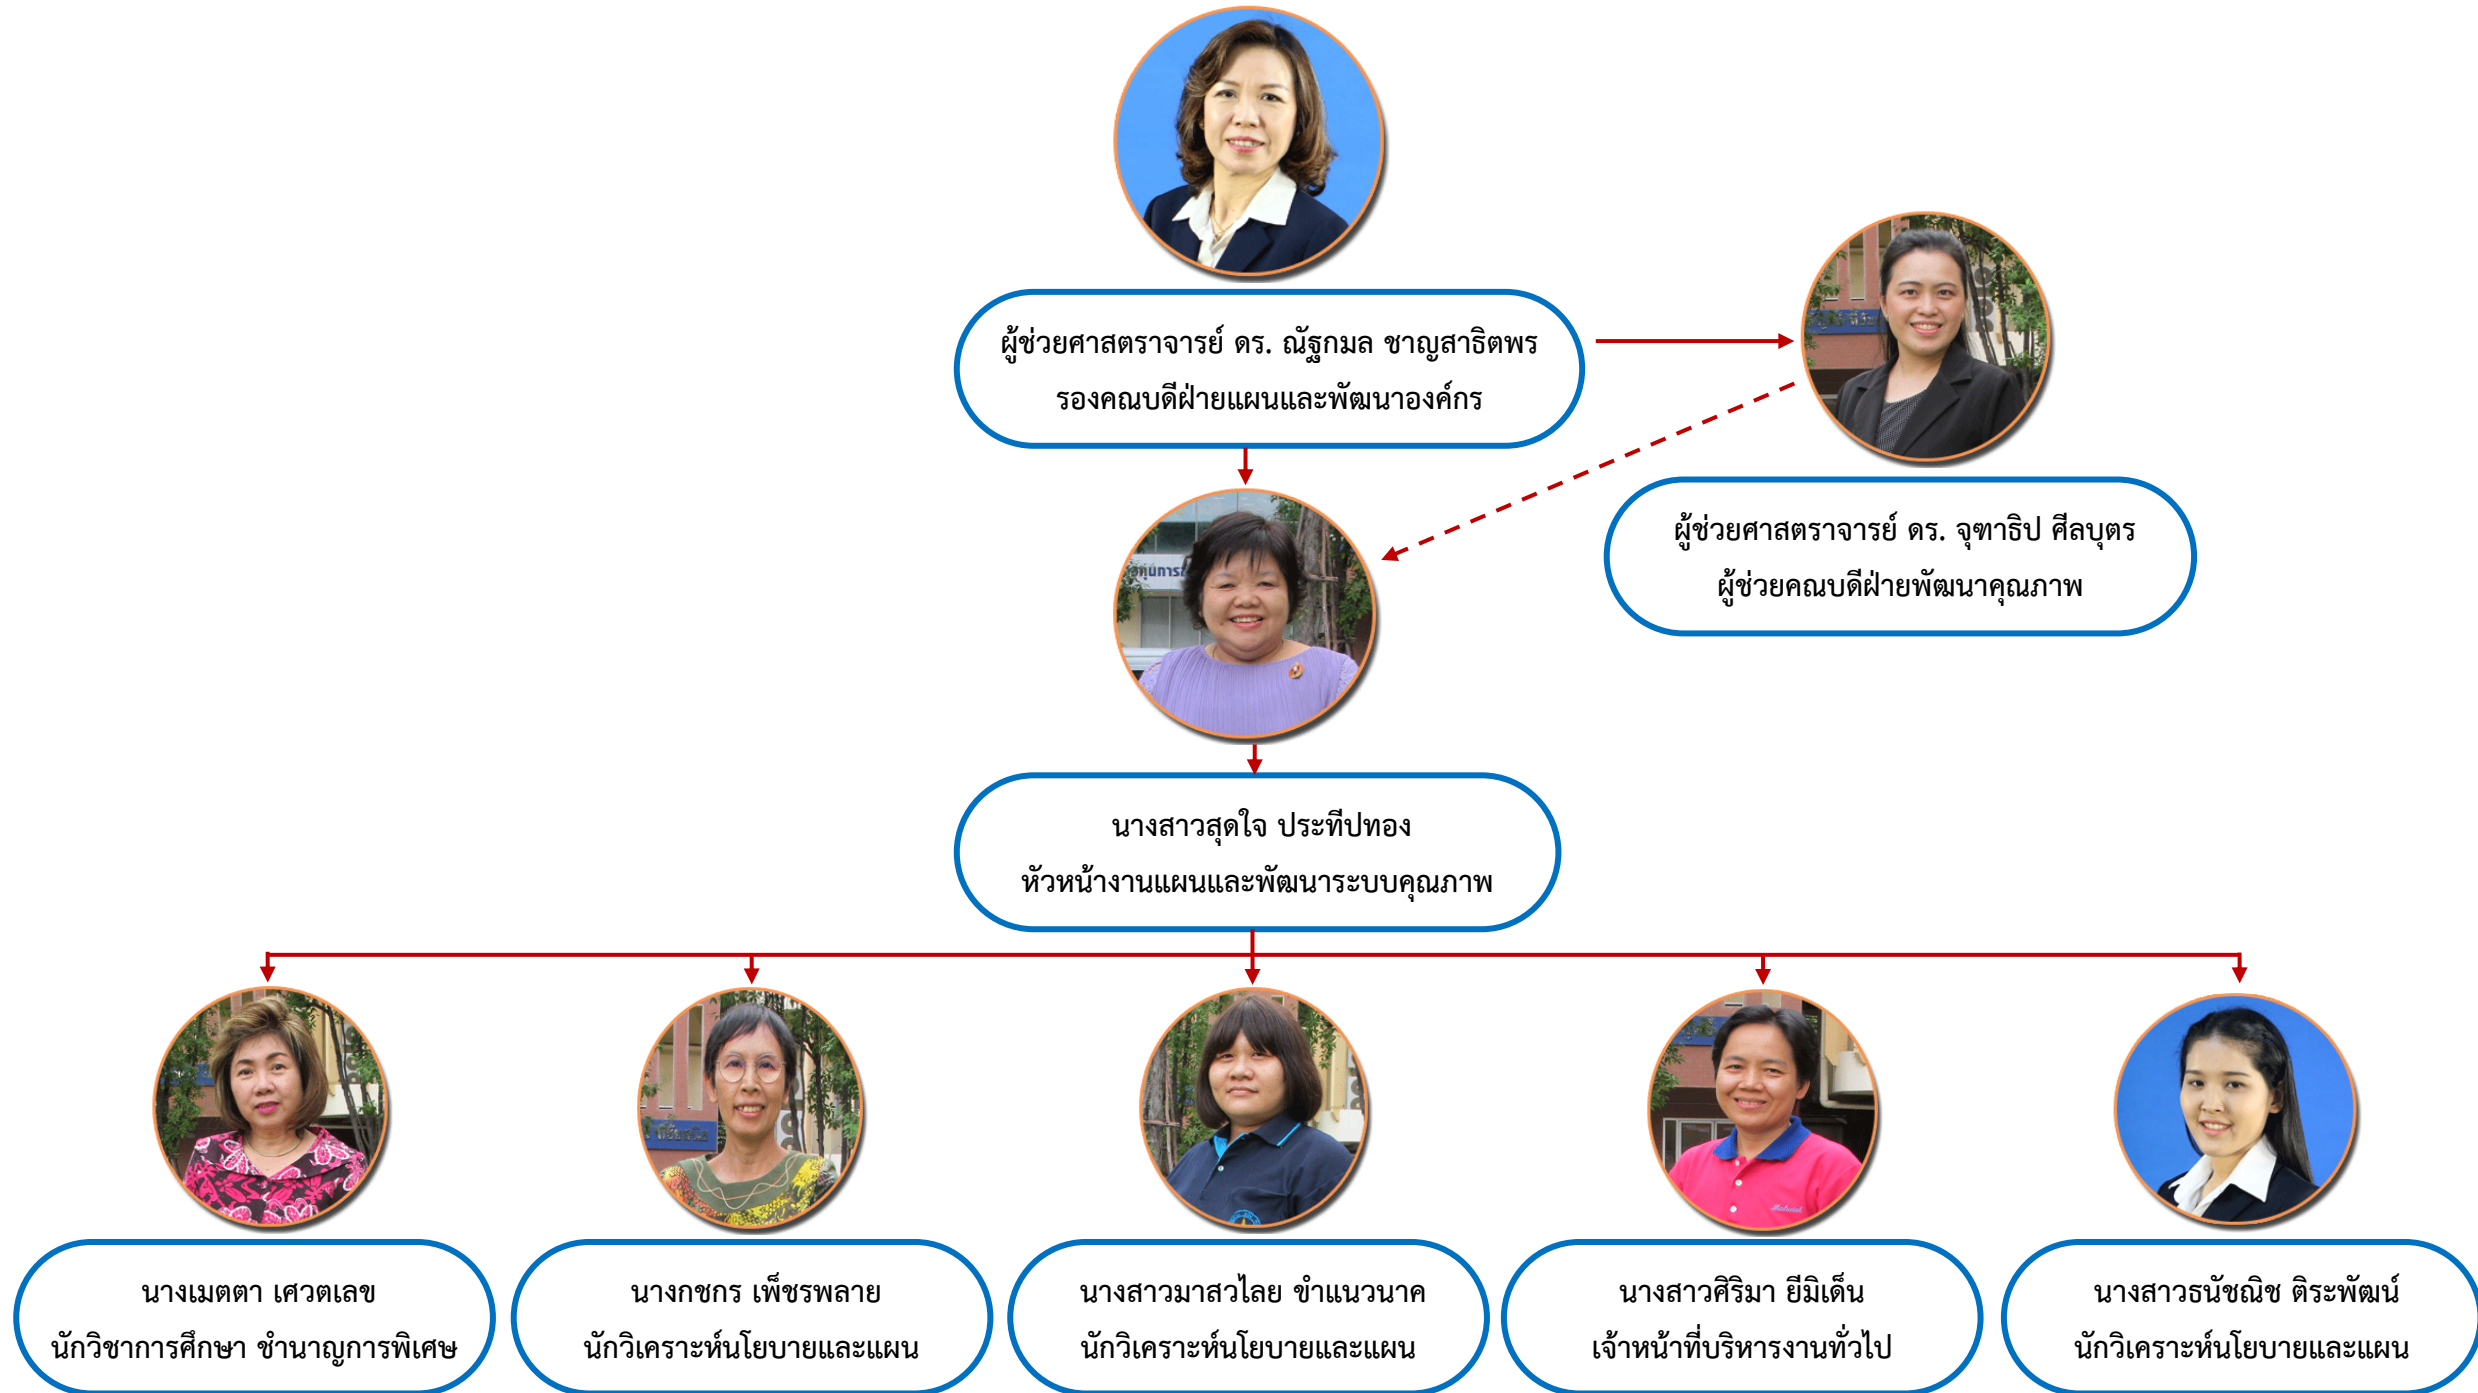 ผู้ช่วยศาสตราจารย์ ดร. ณัฐกมล ชาญสาธิตพร
รองคณบดีฝ่ายแผนและพัฒนาองค์กร
ผู้ช่วยศาสตราจารย์ ดร. จุฑาธิป ศีลบุตร
ผู้ช่วยคณบดีฝ่ายพัฒนาคุณภาพ
นางสาวสุดใจ ประทีปทอง
หัวหน้างานแผนและพัฒนาระบบคุณภาพ
นางเมตตา เศวตเลข
นักวิชาการศึกษา ชำนาญการพิเศษ
นางกชกร เพ็ชรพลาย
นักวิเคราะห์นโยบายและแผน
นางสาวมาสวไลย ขำแนวนาค
นักวิเคราะห์นโยบายและแผน
นางสาวศิริมา ยีมิเด็น
เจ้าหน้าที่บริหารงานทั่วไป
นางสาวธนัชณิช ติระพัฒน์
นักวิเคราะห์นโยบายและแผน